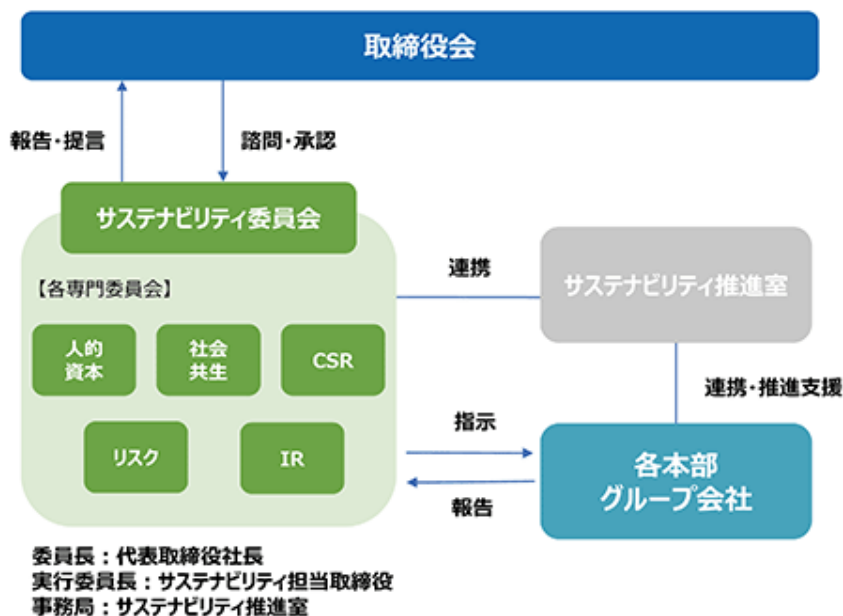 取締役会
報告・提言
諮問・承認
サステナビリティ委員会
【各専門委員会】
人的
資本
社会
共生
CSR
リスク
IR
連携
サステナビリティ推進室
連携・推進支援
指示
報告
各本部
グループ会社
委員長：代表取締役社長
実行委員長：サステナビリティ担当取締役
事務局：サステナビリティ推進室